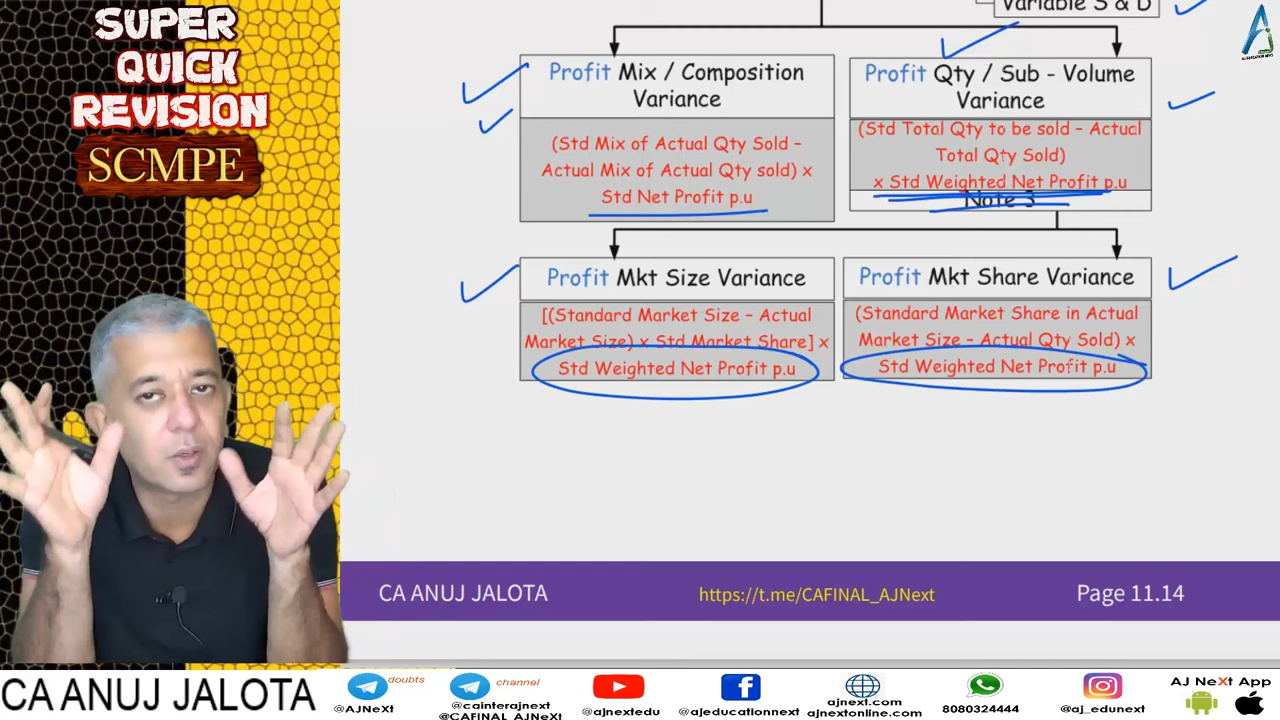 SUPER
QUICK
REVISION
SCMPE
Variable S & D
Profit Mix / Composition
Variance
(Std Mix of Actual Qty Sold –
Actual Mix of Actual Qty sold) x
Std Net Profit p.u
Profit Qty / Sub - Volume
Variance
(Std Total Qty to be sold – Actual
Total Qty Sold)
x Std Weighted Net Profit p.u
Note 3
Profit Mkt Size Variance
[(Standard Market Size – Actual
Market Size) x Std Market Share] x
Std Weighted Net Profit p.u
Profit Mkt Share Variance
(Standard Market Share in Actual
Market Size – Actual Qty Sold) x
Std Weighted Net Profit p.u
CA ANUJ JALOTA
https://t.me/CAFINAL_AJNext
Page 11.14
CA ANUJ JALOTA
doubts
@AJNeXt
channel
@cainterajnext
@CAFINAL_AJNeXt
@ajnextedu
@ajeducationnext
ajnext.com
ajnextonline.com
8080324444
@aj_edunext
AJ NeXt App